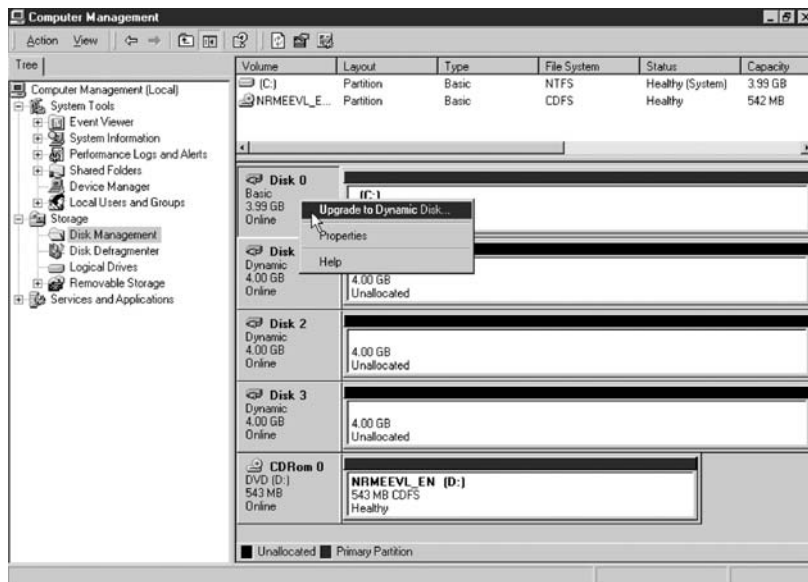 Computer Management
Action View
Tree
Computer Management (Local)
System Tools
Event Viewer
System Information
Performance Logs and Alerts
Shared Folders
Device Manager
Local Users and Groups
Storage
Disk Management
Disk Defragmenter
Logical Drives
Removable Storage
Services and Applications
Volume Layout Type File System Status Capacity
(C:) Partition Basic NTFS Healthy (System) 3.99 GB
NRMEEVL_E... Partition Basic CDFS Healthy 542 MB
Disk 0
Basic
3.99 GB
Online
(C:)
Upgrade to Dynamic Disk...
Properties
Help
Disk
Dynamic
4.00 GB
Online
4.00 GB
Unallocated
Disk 2
Dynamic
4.00 GB
Online
4.00 GB
Unallocated
Disk 3
Dynamic
4.00 GB
Online
4.00 GB
Unallocated
CDRom 0
DVD (D:)
543 MB
Online
NRMEEVL_EN (D:)
543 MB CDFS
Healthy
Unallocated Primary Partition